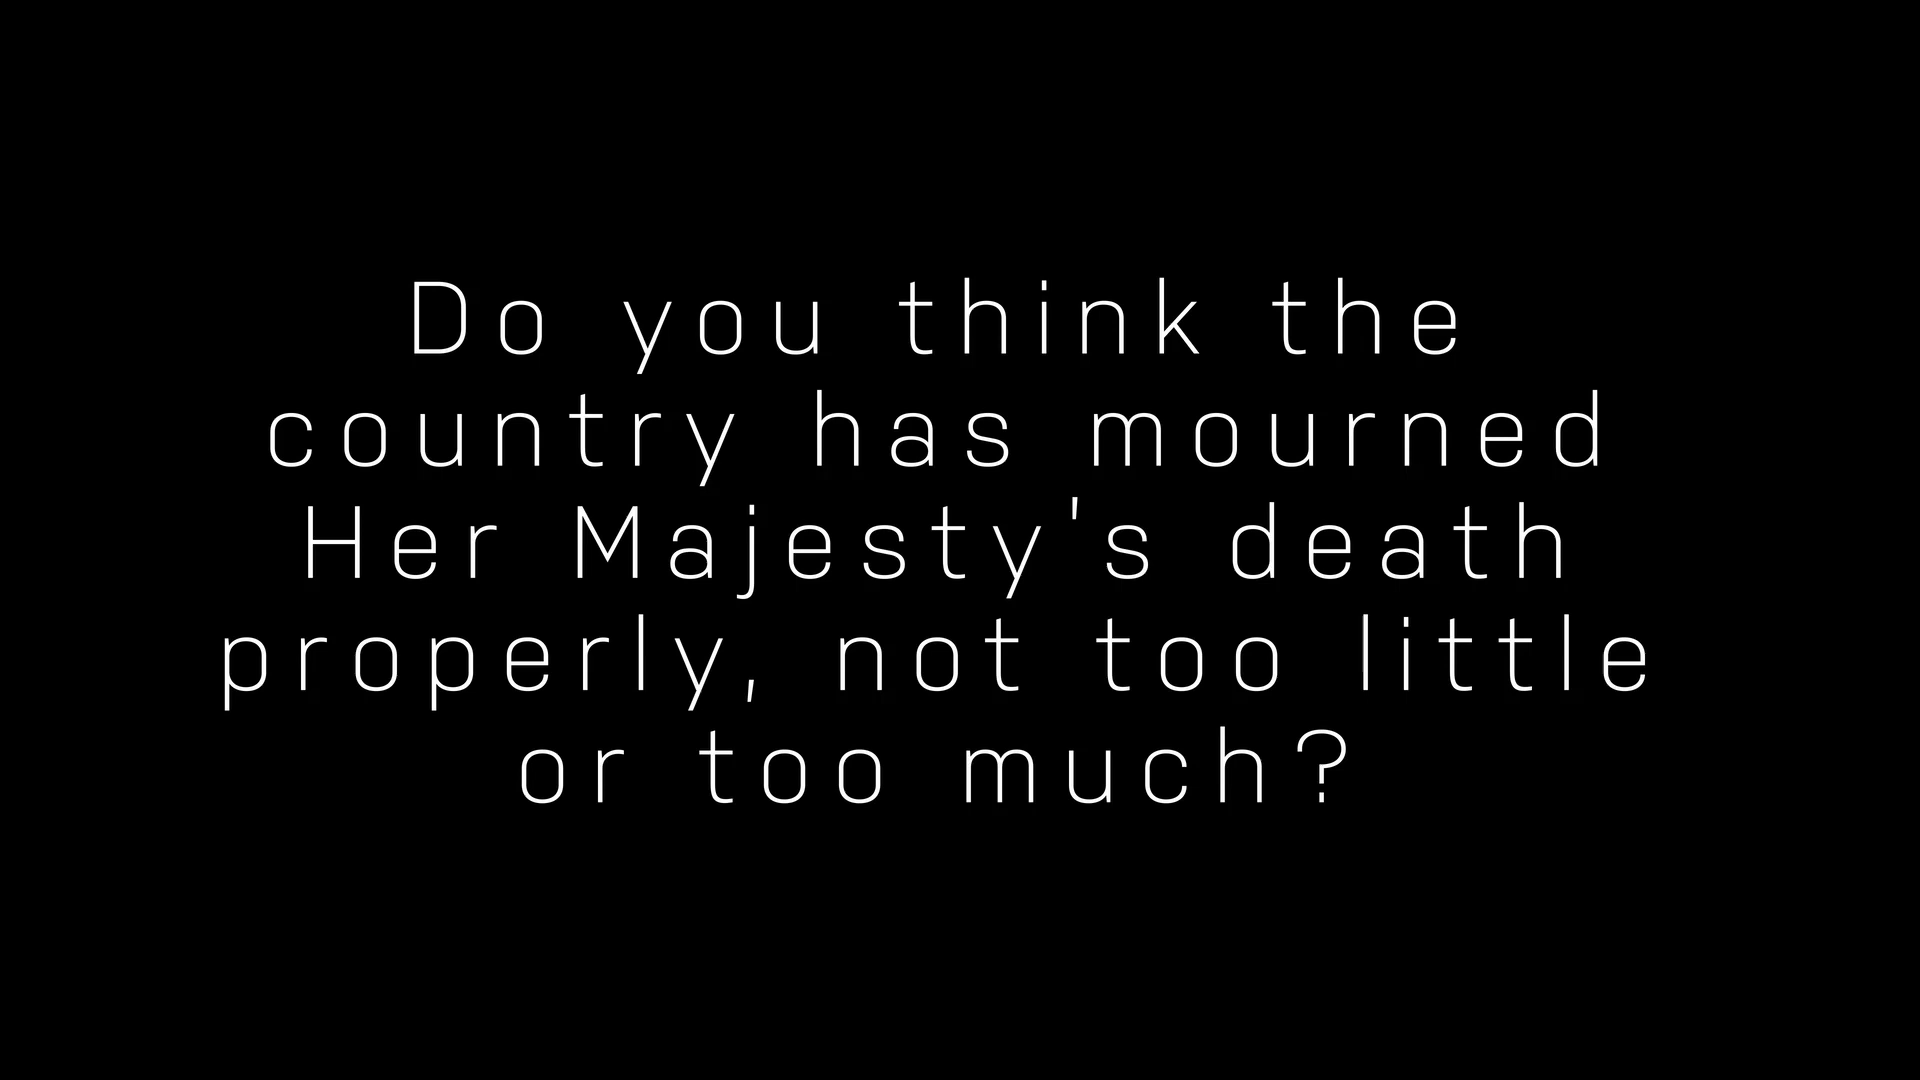 Do you think the
country has mourned
Her Majesty's death
properly, not too little
or too much?